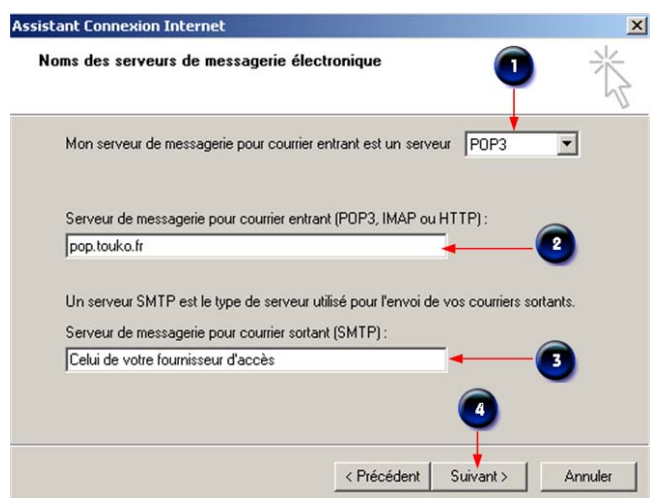 Assistant Connexion Internet
Noms des serveurs de messagerie électronique
1
Mon serveur de messagerie pour courrier entrant est un serveur POP3
Serveur de messagerie pour courrier entrant (POP3, IMAP ou HTTP) :
pop.touko.fr
2
Un serveur SMTP est le type de serveur utilisé pour l'envoi de vos courriers sortants.
Serveur de messagerie pour courrier sortant (SMTP) :
Celui de votre fournisseur d'accès
3
4
< Précédent Suivant > Annuler